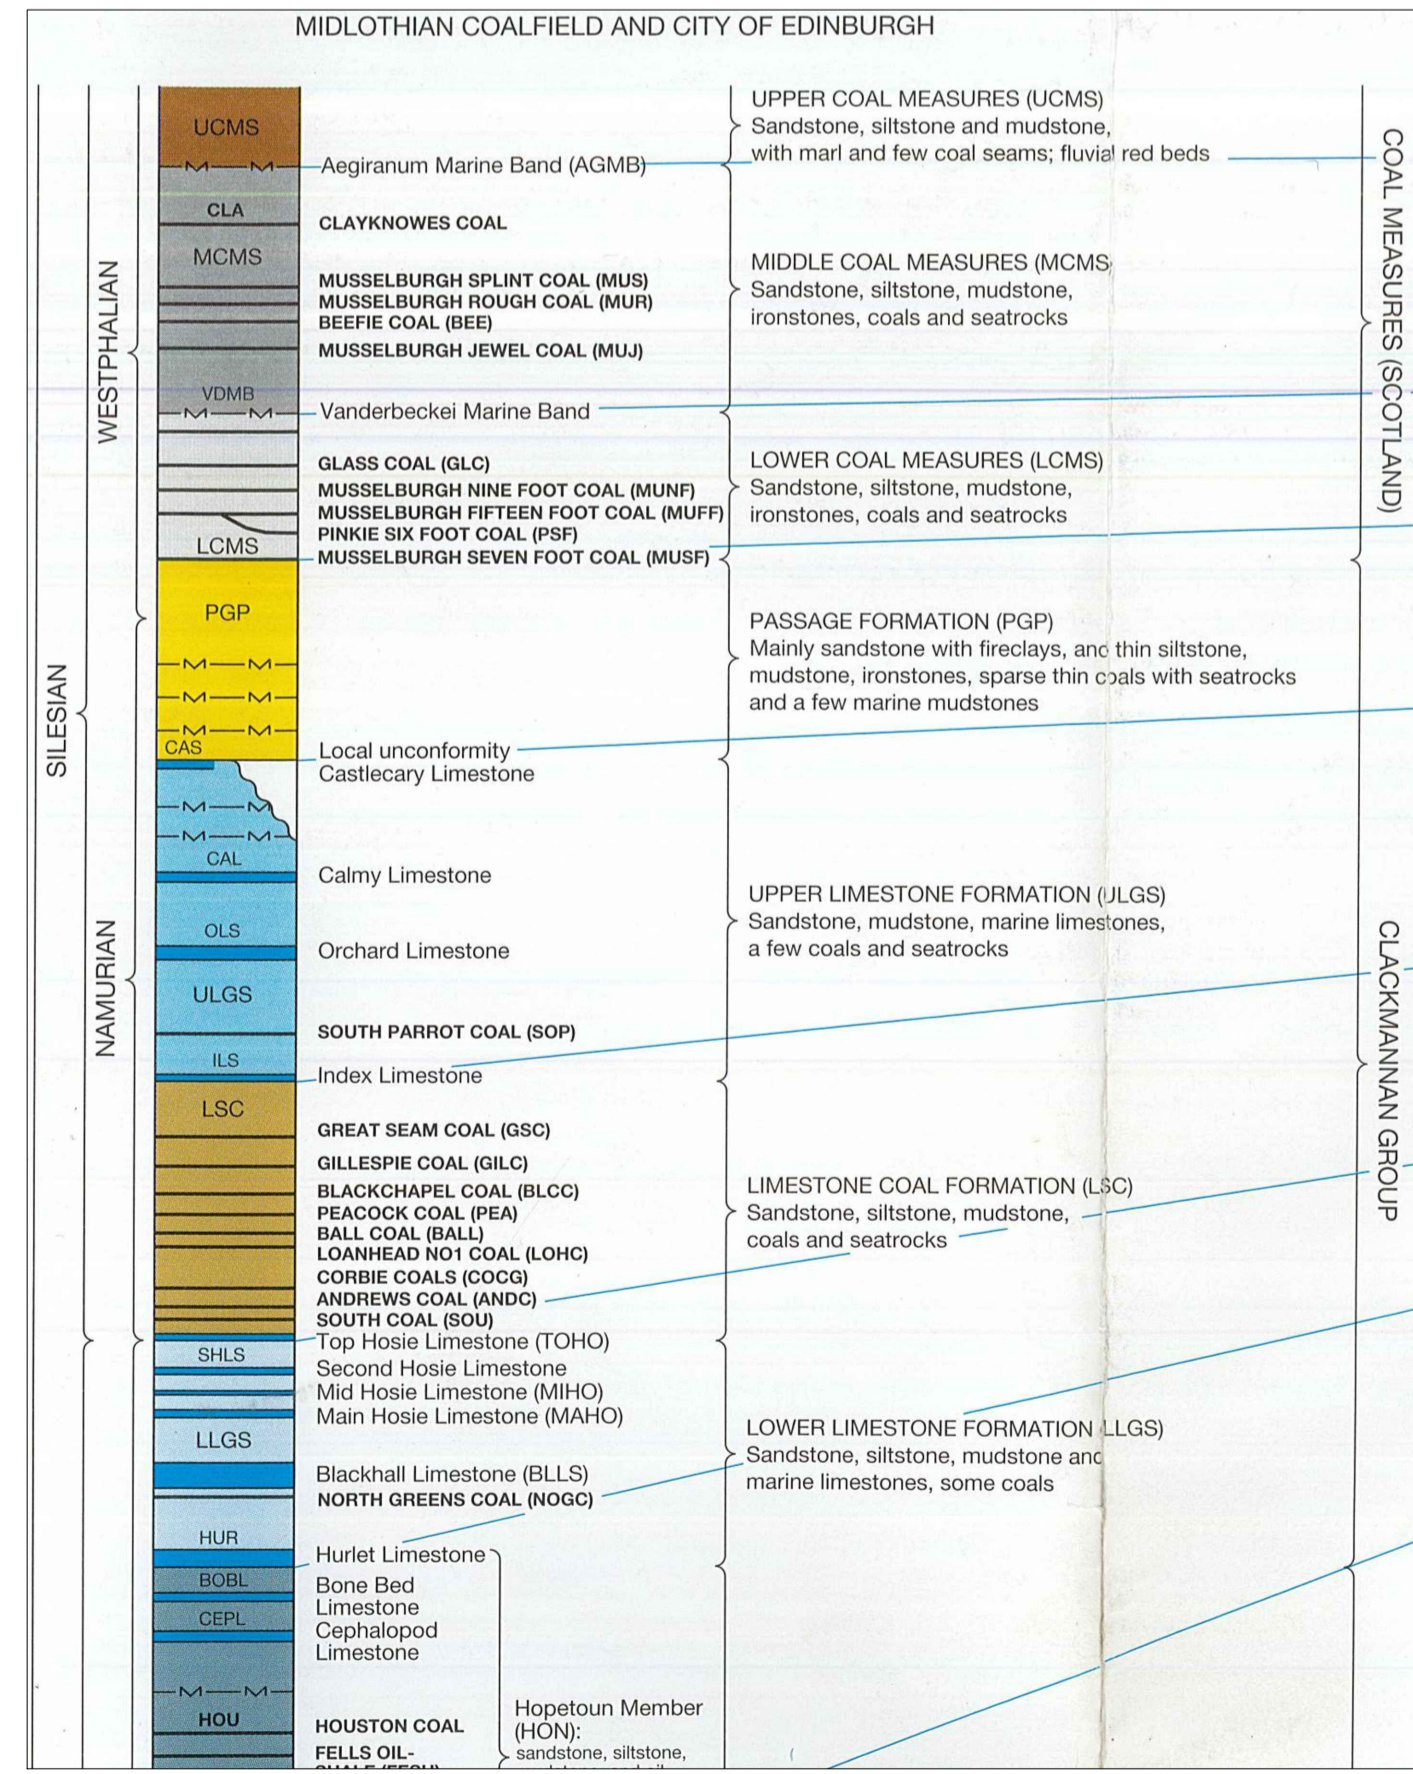 MIDLOTHIAN COALFIELD AND CITY OF EDINBURGH
SILESIAN
WESTPHALIAN
NAMURIAN
UCMS
CLA
MCMS
VDMB
LCMS
PGP
CAS
CAL
OLS
ULGS
ILS
LSC
SHLS
LLGS
HUR
BOBL
CEPL
HOU
Aegiranum Marine Band (AGMB)
CLAYKNOWES COAL
MUSSELBURGH SPLINT COAL (MUS)
MUSSELBURGH ROUGH COAL (MUR)
BEEFIE COAL (BEE)
MUSSELBURGH JEWEL COAL (MUJ)
Vanderbeckei Marine Band
GLASS COAL (GLC)
MUSSELBURGH NINE FOOT COAL (MUNF)
MUSSELBURGH FIFTEEN FOOT COAL (MUFF)
PINKIE SIX FOOT COAL (PSF)
MUSSELBURGH SEVEN FOOT COAL (MUSF)
Local unconformity
Castlecary Limestone
Calmy Limestone
Orchard Limestone
SOUTH PARROT COAL (SOP)
Index Limestone
GREAT SEAM COAL (GSC)
GILLESPIE COAL (GILC)
BLACKCHAPEL COAL (BLCC)
PEACOCK COAL (PEA)
BALL COAL (BALL)
LOANHEAD NO1 COAL (LOHC)
CORBIE COALS (COCG)
ANDREWS COAL (ANDC)
SOUTH COAL (SOU)
Top Hosie Limestone (TOHO)
Second Hosie Limestone
Mid Hosie Limestone (MIHO)
Main Hosie Limestone (MAHO)
Blackhall Limestone (BLLS)
NORTH GREENS COAL (NOGC)
Hurlet Limestone
Bone Bed
Limestone
Cephalopod
Limestone
HOUSTON COAL
FELLS OIL-
Hopetoun Member
(HON):
sandstone, siltstone,
UPPER COAL MEASURES (UCMS)
Sandstone, siltstone and mudstone,
with marl and few coal seams; fluvial red beds
MIDDLE COAL MEASURES (MCMS
Sandstone, siltstone, mudstone,
ironstones, coals and seatrocks
LOWER COAL MEASURES (LCMS)
Sandstone, siltstone, mudstone,
ironstones, coals and seatrocks
PASSAGE FORMATION (PGP)
Mainly sandstone with fireclays, and thin siltstone,
mudstone, ironstones, sparse thin coals with seatrocks
and a few marine mudstones
UPPER LIMESTONE FORMATION (ULGS)
Sandstone, mudstone, marine limestones,
a few coals and seatrocks
LIMESTONE COAL FORMATION (LSC)
Sandstone, siltstone, mudstone,
coals and seatrocks
LOWER LIMESTONE FORMATION (LLGS)
Sandstone, siltstone, mudstone and
marine limestones, some coals
COAL MEASURES (SCOTLAND)
CLACKMANNAN GROUP